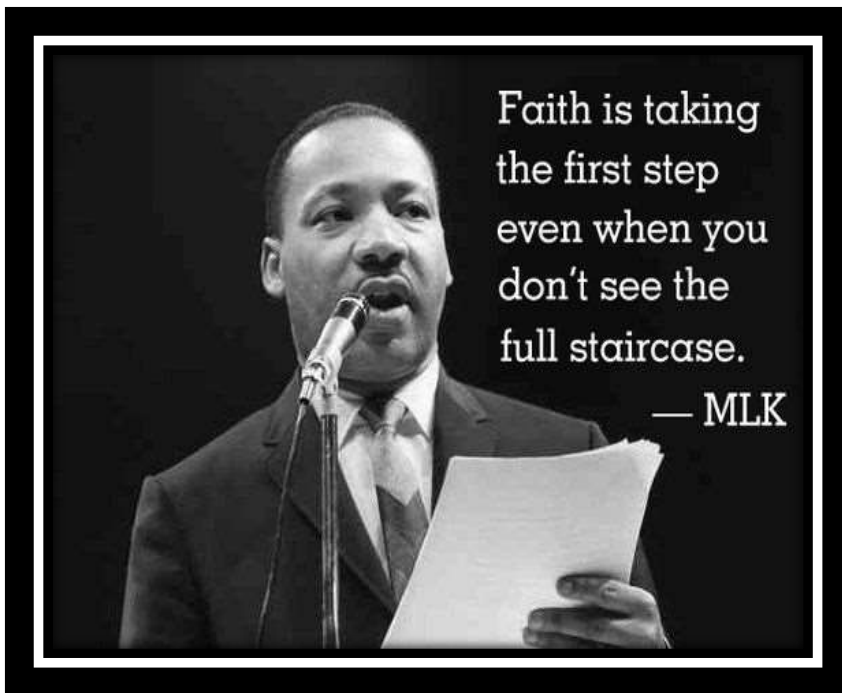 Faith is taking
the first step
even when you
don't see the
full staircase.
— MLK